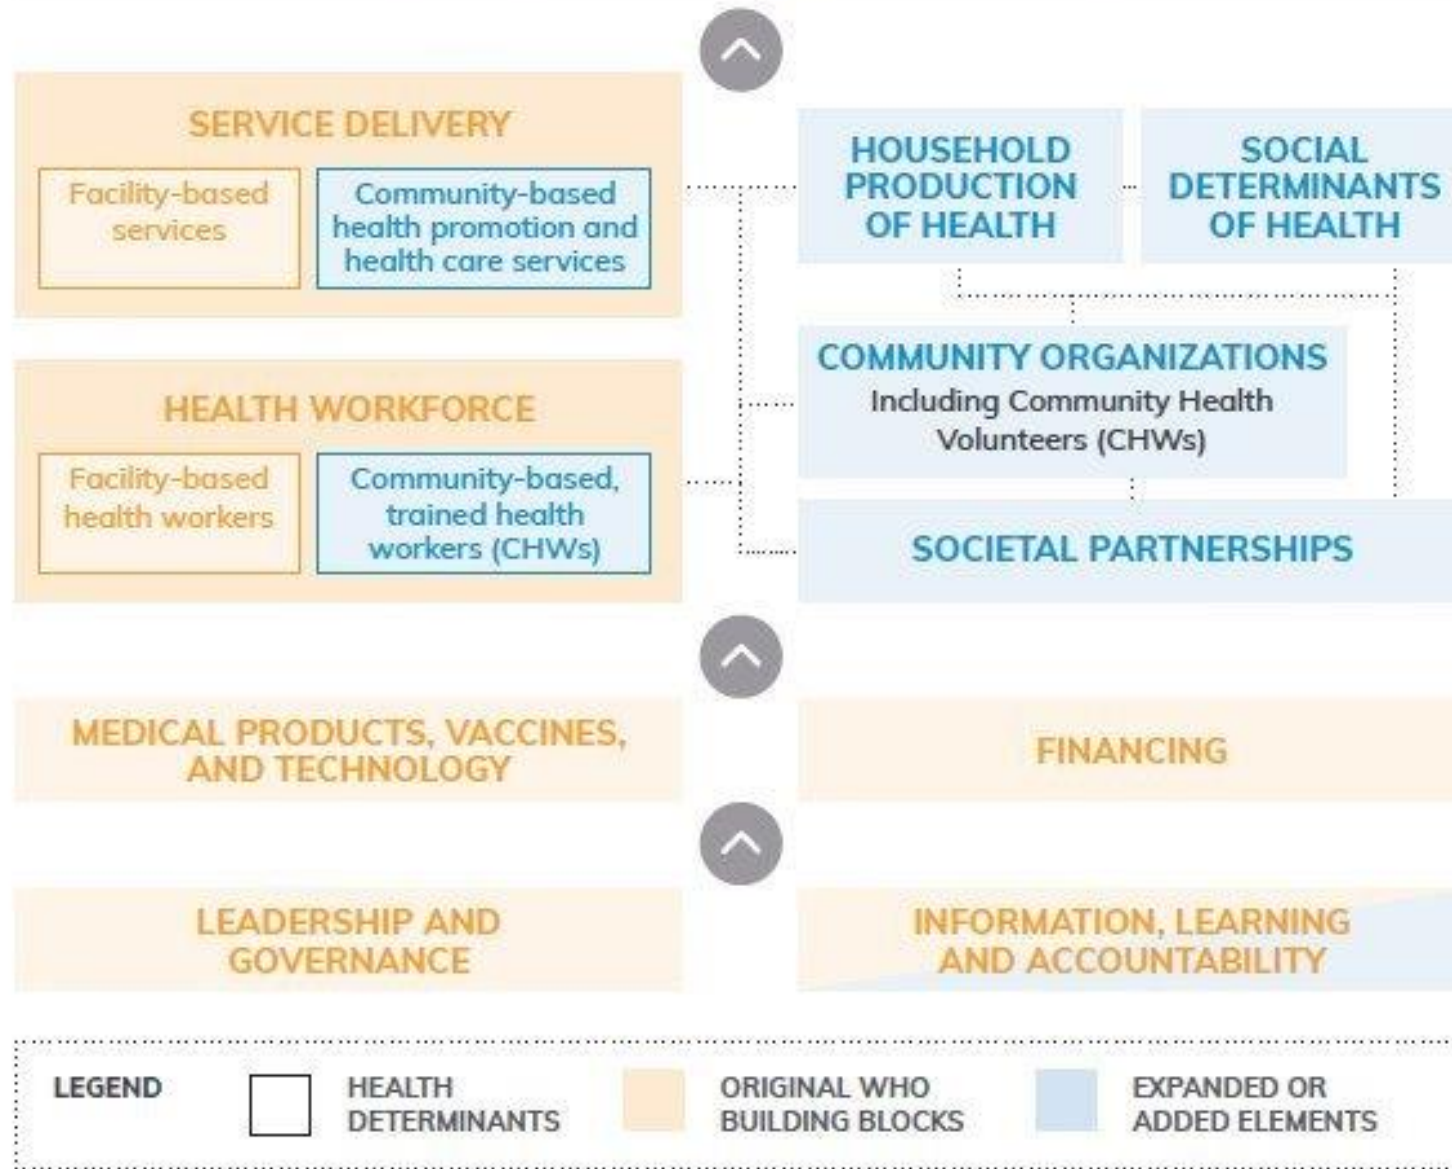 SERVICE DELIVERY
Facility-based
services
Community-based
health promotion and
health care services
HOUSEHOLD
PRODUCTION
OF HEALTH
SOCIAL
DETERMINANTS
OF HEALTH
HEALTH WORKFORCE
Facility-based
health workers
Community-based,
trained health
workers (CHWs)
COMMUNITY ORGANIZATIONS
Including Community Health
Volunteers (CHWs)
SOCIETAL PARTNERSHIPS
MEDICAL PRODUCTS, VACCINES,
AND TECHNOLOGY
FINANCING
LEADERSHIP AND
GOVERNANCE
INFORMATION, LEARNING
AND ACCOUNTABILITY
LEGEND
HEALTH
DETERMINANTS
ORIGINAL WHO
BUILDING BLOCKS
EXPANDED OR
ADDED ELEMENTS